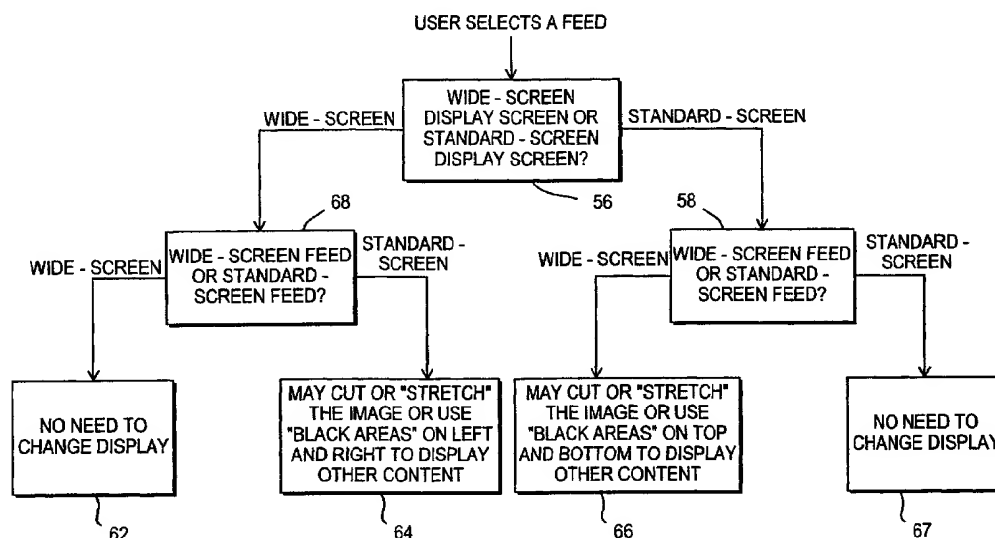 USER SELECTS A FEED
WIDE - SCREEN
DISPLAY SCREEN OR
STANDARD - SCREEN
DISPLAY SCREEN?
WIDE - SCREEN
STANDARD - SCREEN
56
68
58
WIDE - SCREEN FEED
OR STANDARD -
SCREEN FEED?
WIDE - SCREEN
STANDARD -
SCREEN
WIDE - SCREEN FEED
OR STANDARD -
SCREEN FEED?
WIDE - SCREEN
STANDARD -
SCREEN
NO NEED TO
CHANGE DISPLAY
MAY CUT OR "STRETCH"
THE IMAGE OR USE
"BLACK AREAS" ON LEFT
AND RIGHT TO DISPLAY
OTHER CONTENT
MAY CUT OR "STRETCH"
THE IMAGE OR USE
"BLACK AREAS" ON TOP
AND BOTTOM TO DISPLAY
OTHER CONTENT
NO NEED TO
CHANGE DISPLAY
62
64
66
67